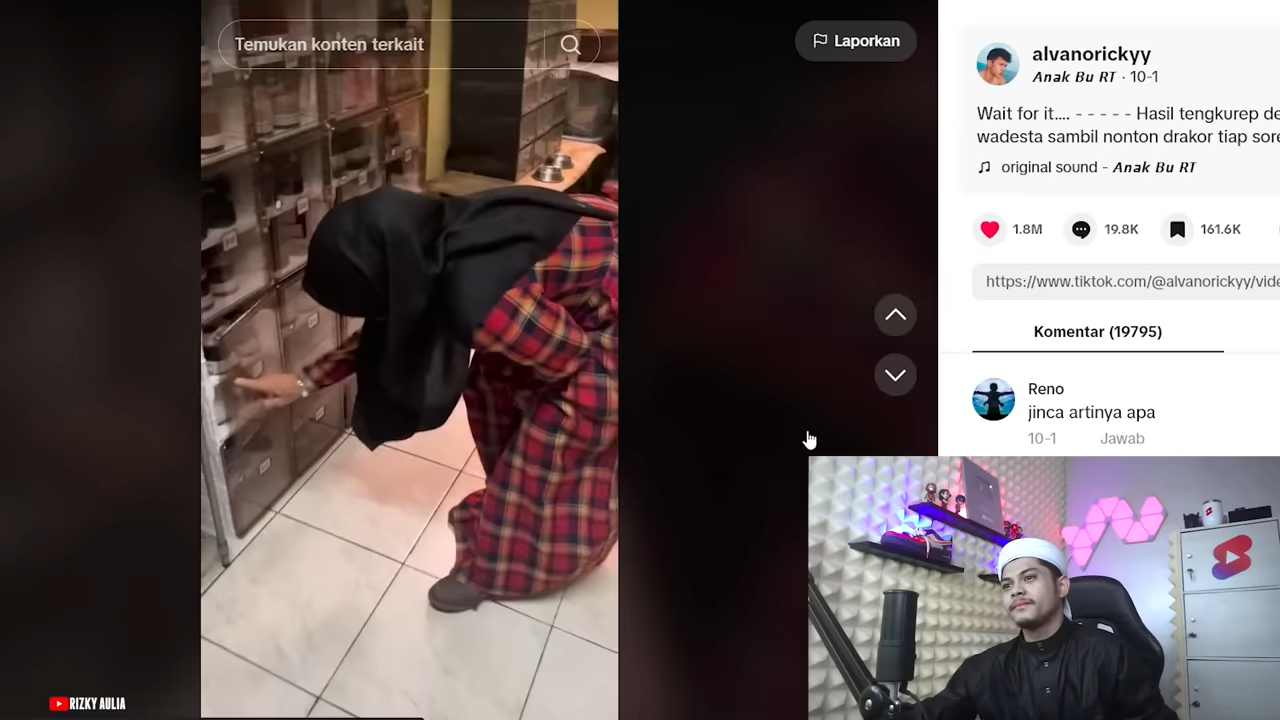 Temukan konten terkait
Laporkan
alvanorickyy
Anak Bu RT · 10-1
Wait for it.... - - - - - Hasil tengkurep de
wadesta sambil nonton drakor tiap sore
original sound - Anak Bu RT
1.8M
19.8K
161.6K
https://www.tiktok.com/@alvanorickyy/vide
Komentar (19795)
Reno
jinca artinya apa
10-1 Jawab
RIZKY AULIA